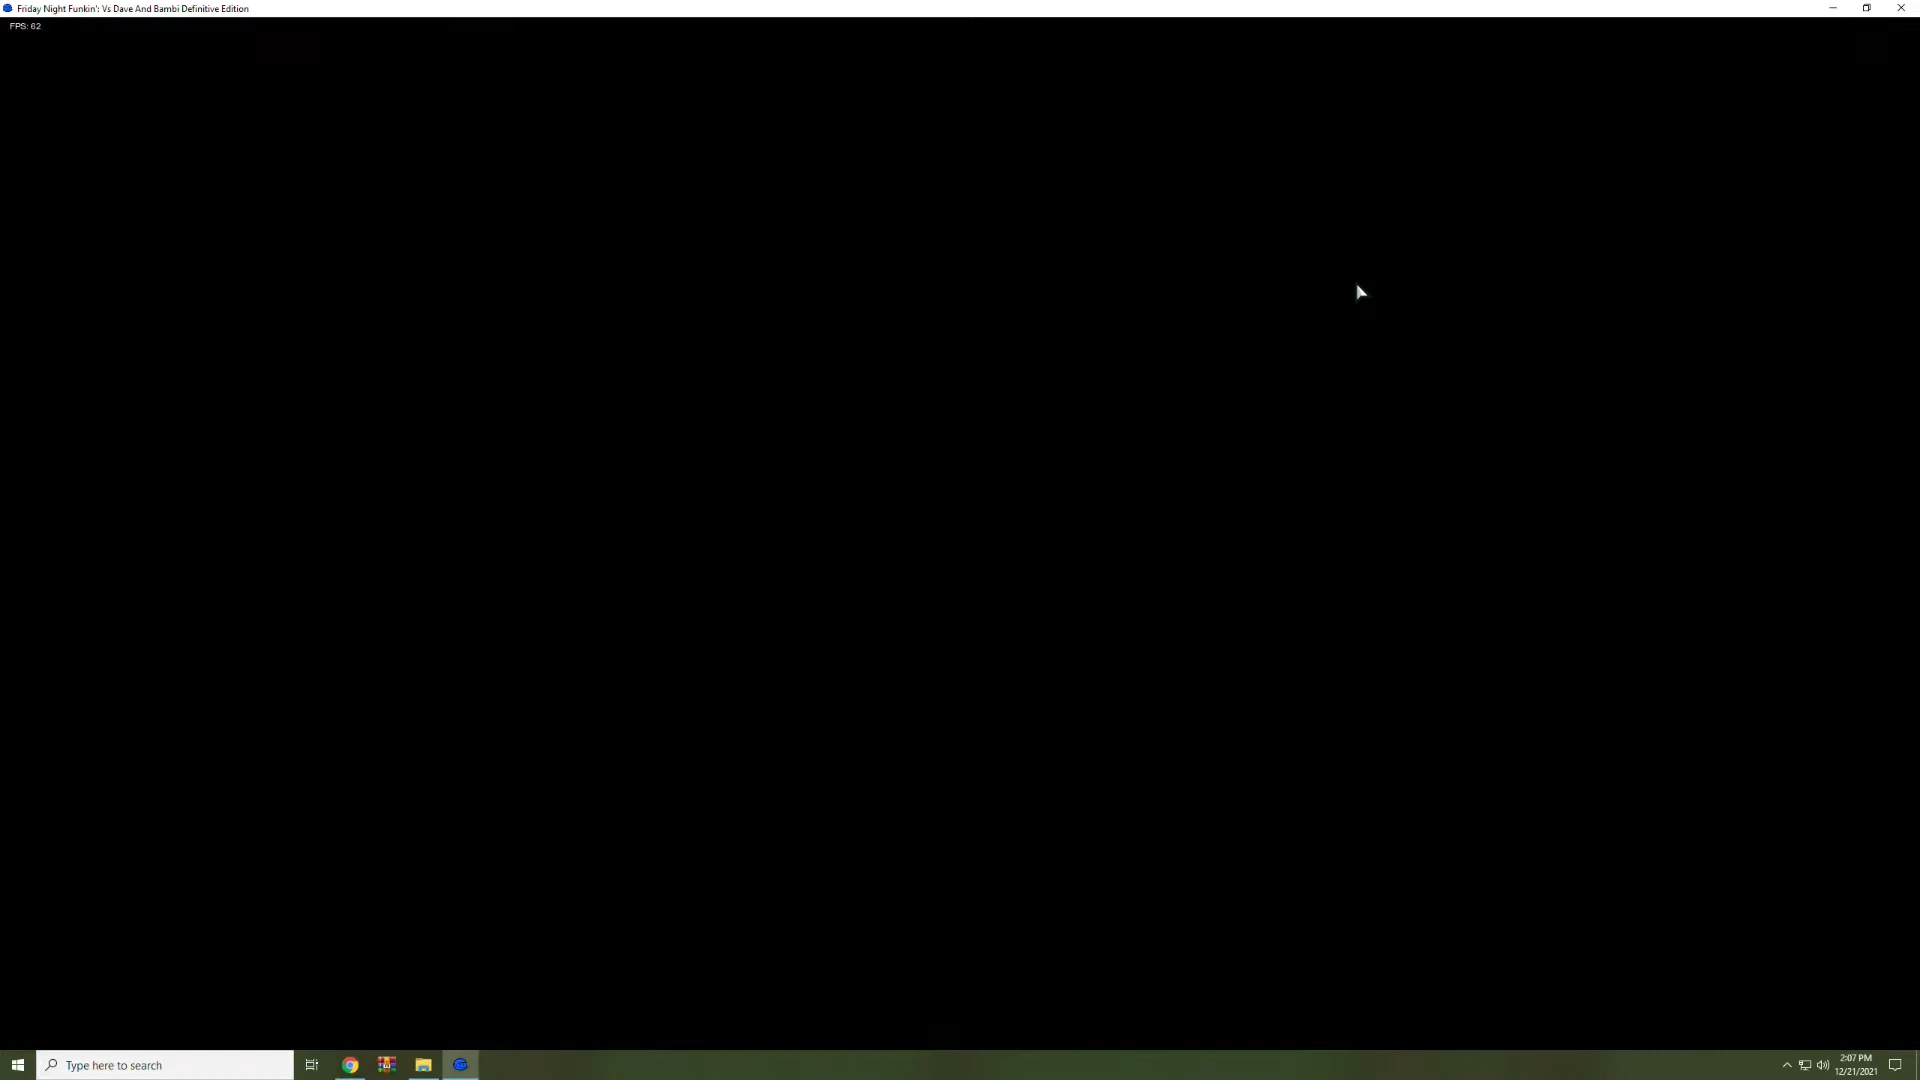 Friday Night Funkin': Vs Dave And Bambi Definitive Edition
FPS: 62
Type here to search
2:07 PM
12/21/2021